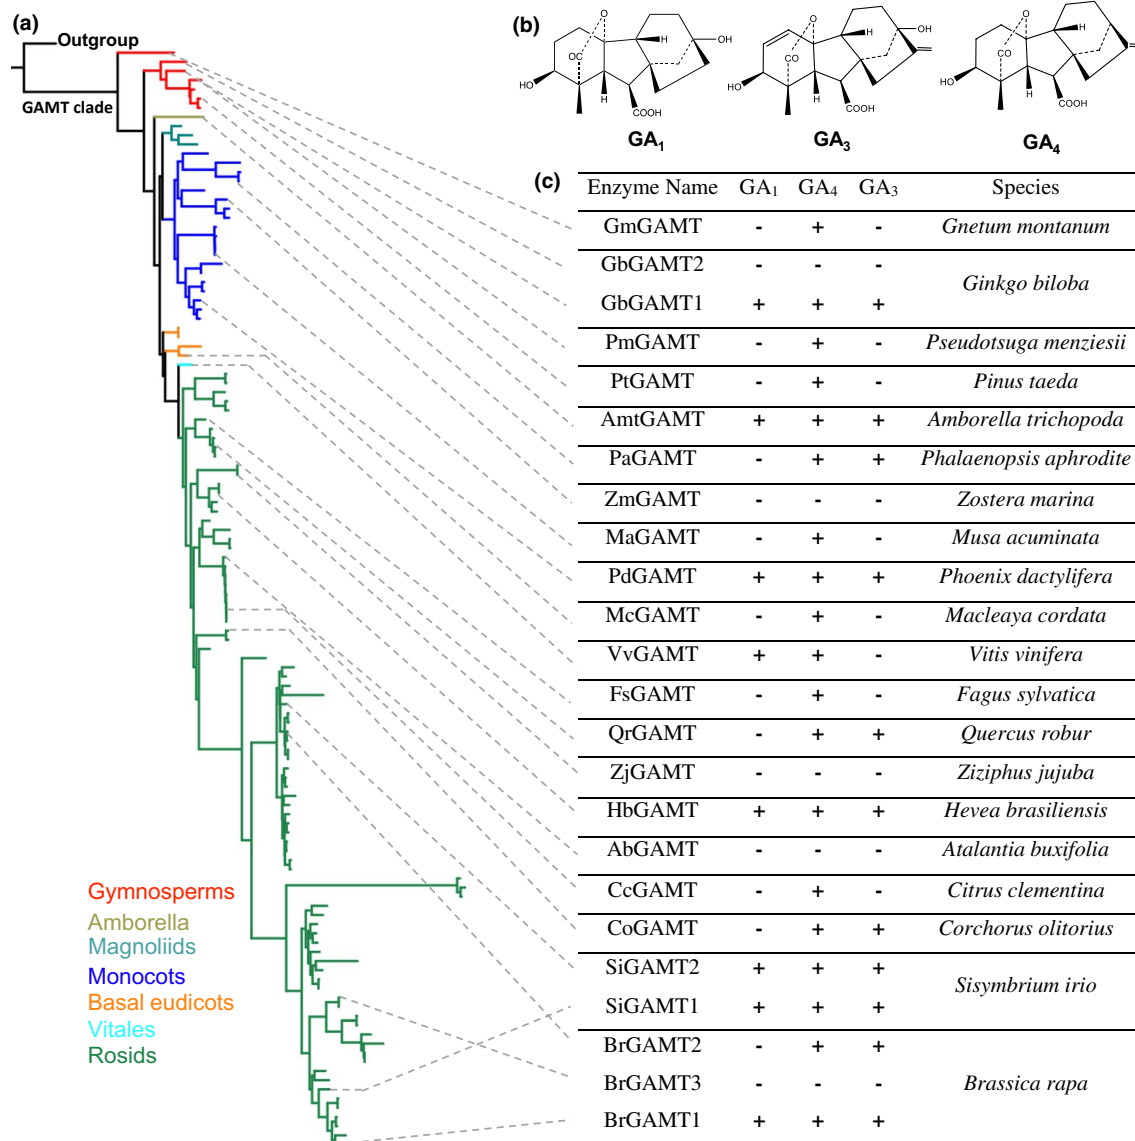 (a)
Outgroup
GAMT clade
Gymnosperms
Amborella
Magnoliids
Monocots
Basal eudicots
Vitales
Rosids
(b)
O
CO
H
OH
HO
H
COOH
GA1
O
CO
H
OH
HO
H
COOH
GA3
O
CO
H
HO
H
COOH
GA4
(c)
Enzyme Name GA1 GA4 GA3 Species
GmGAMT - + - Gnetum montanum
GbGAMT2 - - -
Ginkgo biloba
GbGAMT1 + + +
PmGAMT - + - Pseudotsuga menziesii
PtGAMT - + - Pinus taeda
AmtGAMT + + + Amborella trichopoda
PaGAMT - + + Phalaenopsis aphrodite
ZmGAMT - - - Zostera marina
MaGAMT - + - Musa acuminata
PdGAMT + + + Phoenix dactylifera
McGAMT - + - Macleaya cordata
VvGAMT + + - Vitis vinifera
FsGAMT - + - Fagus sylvatica
QrGAMT - + + Quercus robur
ZjGAMT - - - Ziziphus jujuba
HbGAMT + + + Hevea brasiliensis
AbGAMT - - - Atalantia buxifolia
CcGAMT - + - Citrus clementina
CoGAMT - + + Corchorus olitorius
SiGAMT2 + + +
Sisymbrium irio
SiGAMT1 + + +
BrGAMT2 - + +
BrGAMT3 - - - Brassica rapa
BrGAMT1 + + +